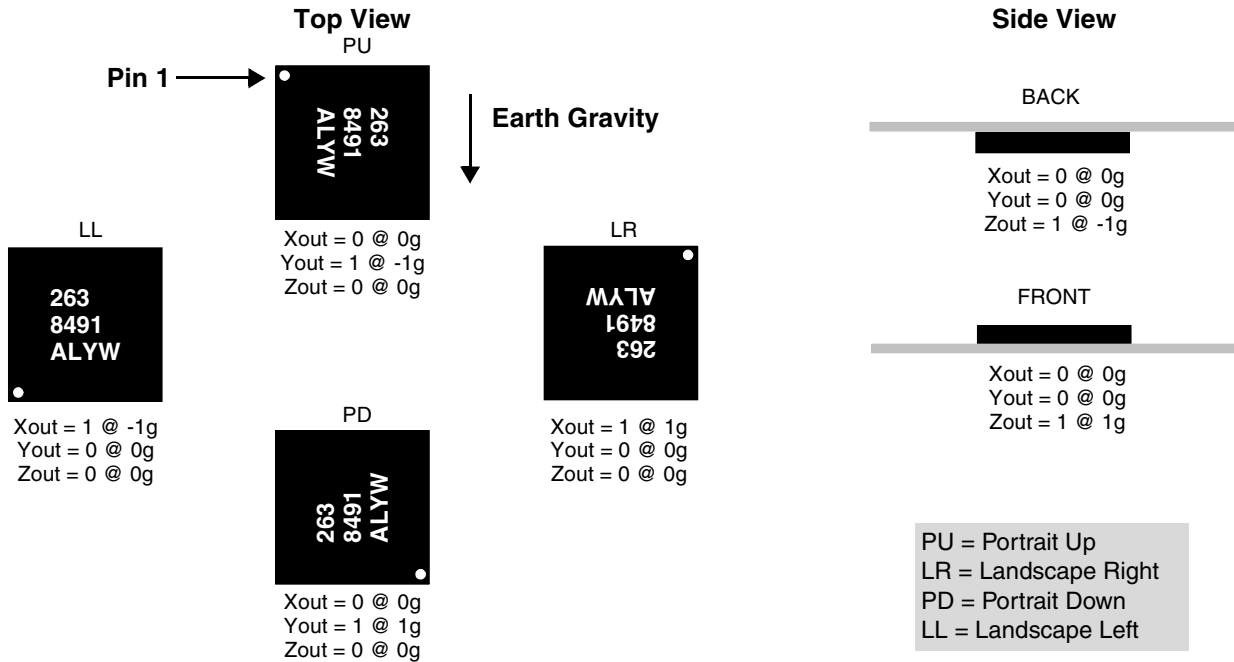 Top View
PU
Pin 1
263
8491
ALYW
Earth Gravity
Xout = 0 @ 0g
Yout = 1 @ -1g
Zout = 0 @ 0g
LL
263
8491
ALYW
Xout = 1 @ -1g
Yout = 0 @ 0g
Zout = 0 @ 0g
LR
263
8491
ALYW
Xout = 1 @ 1g
Yout = 0 @ 0g
Zout = 0 @ 0g
PD
263
8491
ALYW
Xout = 0 @ 0g
Yout = 1 @ 1g
Zout = 0 @ 0g
Side View
BACK
Xout = 0 @ 0g
Yout = 0 @ 0g
Zout = 1 @ -1g
FRONT
Xout = 0 @ 0g
Yout = 0 @ 0g
Zout = 1 @ 1g
PU = Portrait Up
LR = Landscape Right
PD = Portrait Down
LL = Landscape Left